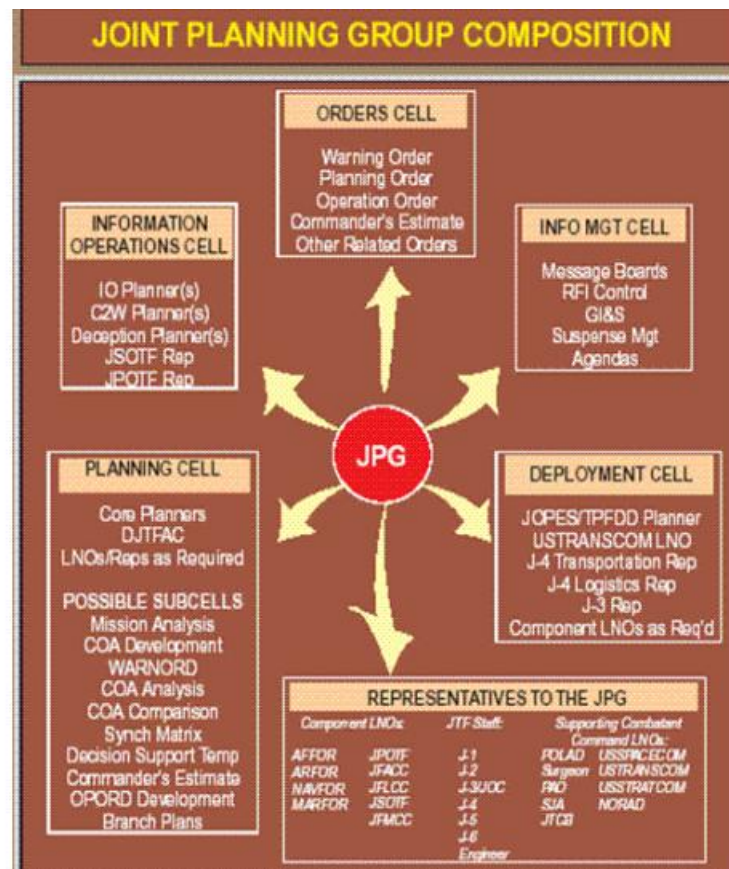 JOINT PLANNING GROUP COMPOSITION
ORDERS CELL
Warning Order
Planning Order
Operation Order
Commander's Estimate
Other Related Orders
INFORMATION
OPERATIONS CELL
IO Planner(s)
C2W Planner(s)
Deception Planner(s)
JSOTF Rep
JPOTF Rep
INFO MGT CELL
Message Boards
RFI Control
GI&S
Suspense Mgt
Agendas
JPG
PLANNING CELL
Core Planners
DJTFAC
LNOs/Reps as Required
POSSIBLE SUBCELLS
Mission Analysis
COA Development
WARNORD
COA Analysis
COA Comparison
Synch Matrix
Decision Support Temp
Commander's Estimate
OPORD Development
Branch Plans
DEPLOYMENT CELL
JOPES/TPFDD Planner
USTRANSCOM LNO
J-4 Transportation Rep
J-4 Logistics Rep
J-3 Rep
Component LNOs as Req'd
REPRESENTATIVES TO THE JPG
Component LNOs:
AFFOR JPOTF
ARFOR JFACC
NAVFOR JFLCC
MARFOR JSOTF
JFMCC
JTF Staff:
J-1
J-2
J-3/JOC
J-4
J-5
J-6
Engineer
Supporting Combatant
Command LNOs:
POLAD USSPACECOM
Surgeon USTRANSCOM
PAO USSTRATCOM
SJA NORAD
JTCB